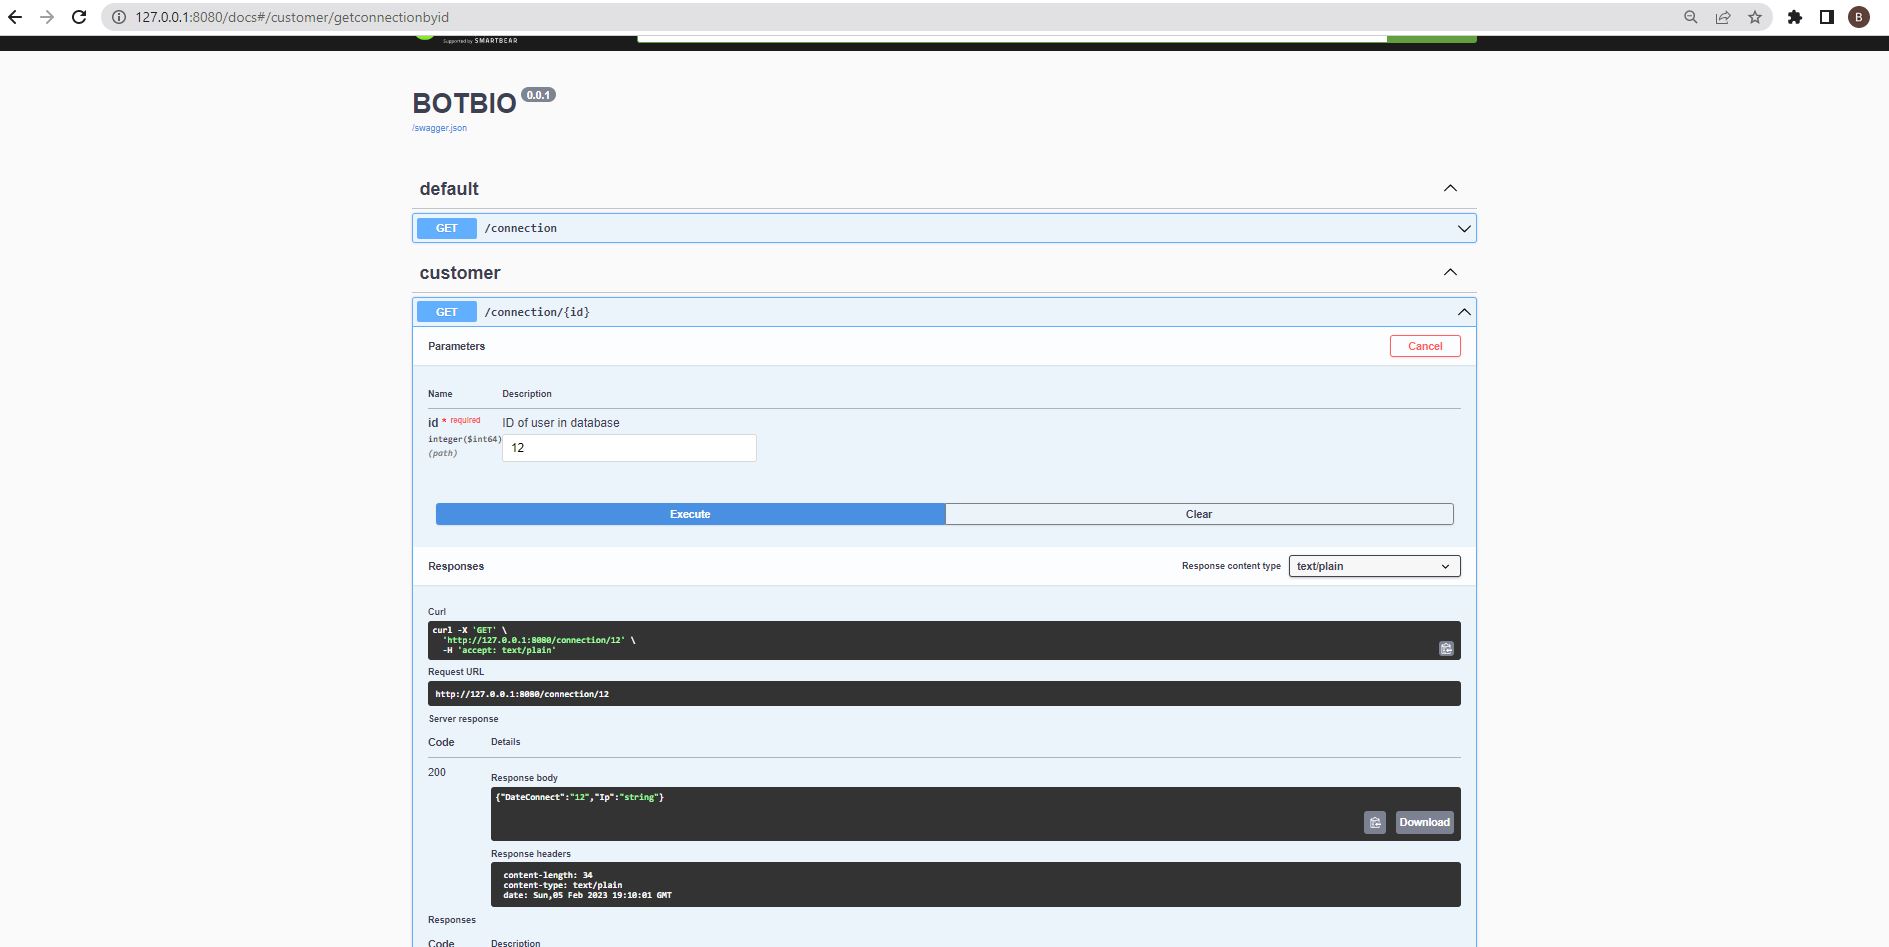 127.0.0.1:8080/docs#/customer/getconnectionbyid
B
Supported by SMARTBEAR
BOTBIO 0.0.1
/swagger.json
default
GET /connection
customer
GET /connection/{id}
Parameters Cancel
Name Description
id * required ID of user in database
integer($int64) 12
(path)
Execute Clear
Responses Response content type text/plain
Curl
curl -X 'GET' \
'http://127.0.0.1:8080/connection/12' \
-H 'accept: text/plain'
Request URL
http://127.0.0.1:8080/connection/12
Server response
Code Details
200 Response body
{"DateConnect":"12","Ip":"string"}
Download
Response headers
content-length: 34
content-type: text/plain
date: Sun,05 Feb 2023 19:10:01 GMT
Responses
Code Description